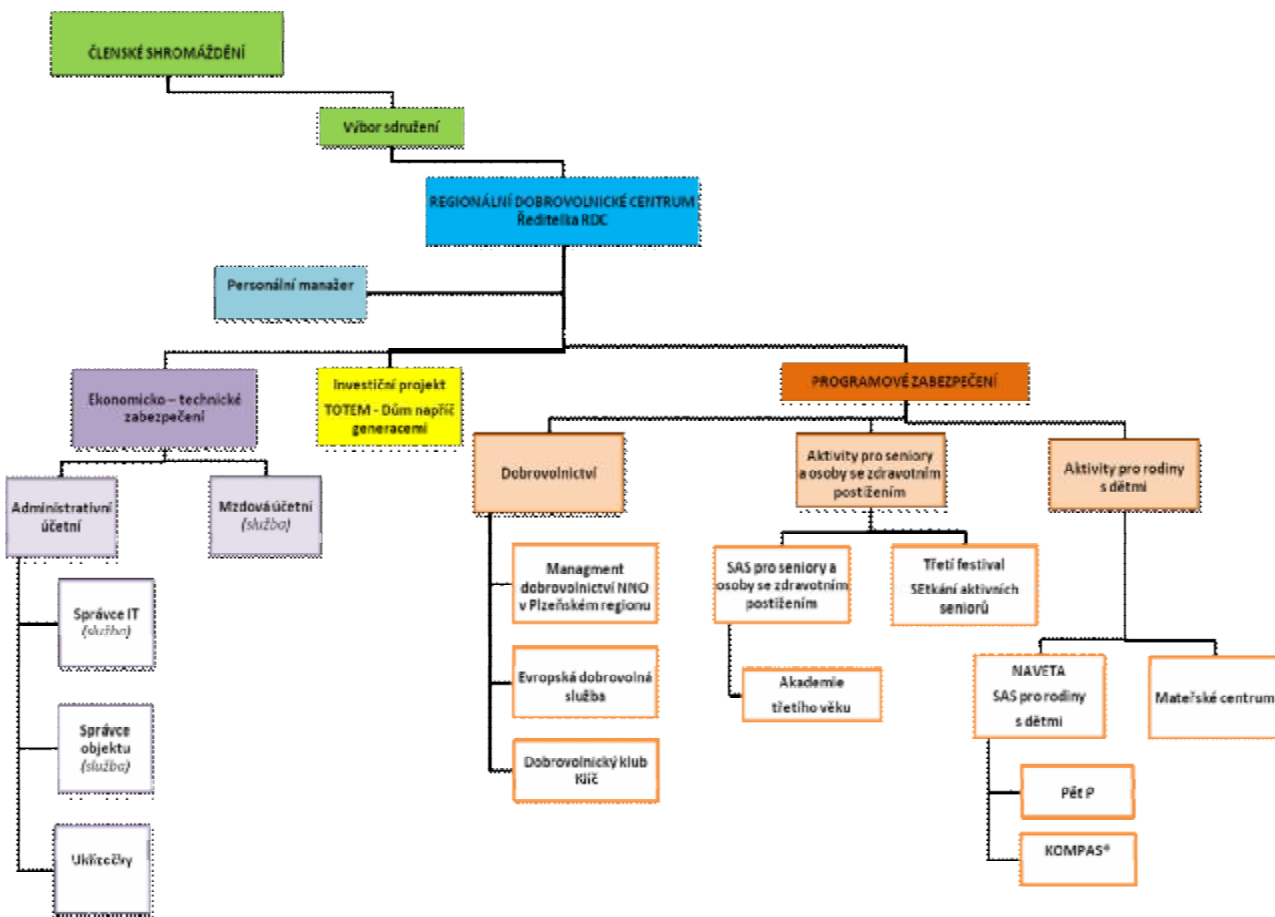 ČLENSKÉ SHROMÁŽDĚNÍ
Výbor sdružení
REGIONÁLNÍ DOBROVOLNICKÉ CENTRUM
Ředitelka RDC
Personální manažer
Ekonomicko – technické
zabezpečení
Investiční projekt
TOTEM - Dům napříč
generacemi
PROGRAMOVÉ ZABEZPEČENÍ
Administrativní
účetní
Mzdová účetní
(služba)
Dobrovolnictví
Aktivity pro seniory
a osoby se zdravotním
postižením
Aktivity pro rodiny
s dětmi
Správce IT
(služba)
Správce
objektu
(služba)
Uklízečky
Managment
dobrovolnictví NNO
v Plzeňském regionu
Evropská dobrovolná
služba
Dobrovolnický klub
Klíč
SAS pro seniory a
osoby se zdravotním
postižením
Třetí festival
SEtkání aktivních
seniorů
Akademie
třetího věku
NAVETA
SAS pro rodiny
s dětmi
Mateřské centrum
Pět P
KOMPAS®